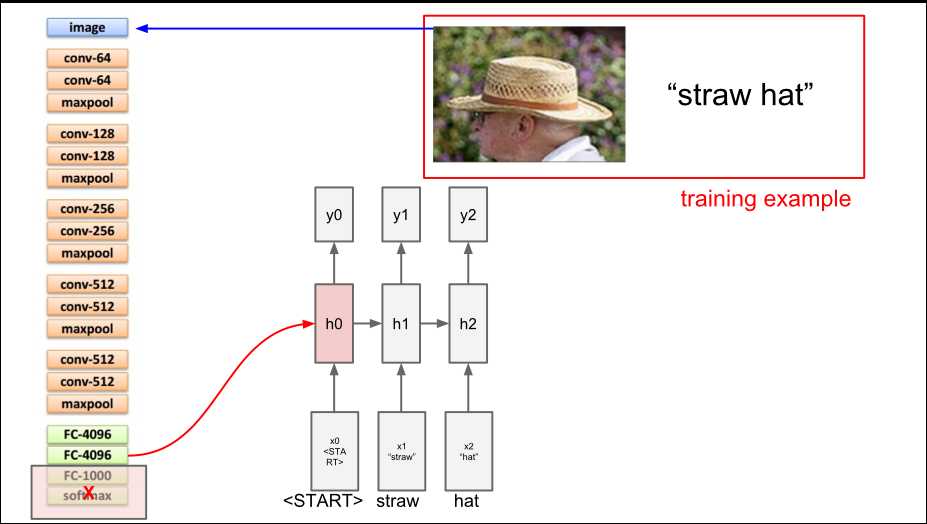 image
conv-64
conv-64
maxpool
conv-128
conv-128
maxpool
conv-256
conv-256
maxpool
conv-512
conv-512
maxpool
conv-512
conv-512
maxpool
FC-4096
FC-4096
FC-1000
softmax
X
“straw hat”
training example
y0 y1 y2
h0 h1 h2
x0
<STA
RT>
x1
“straw”
x2
“hat”
<START> straw hat